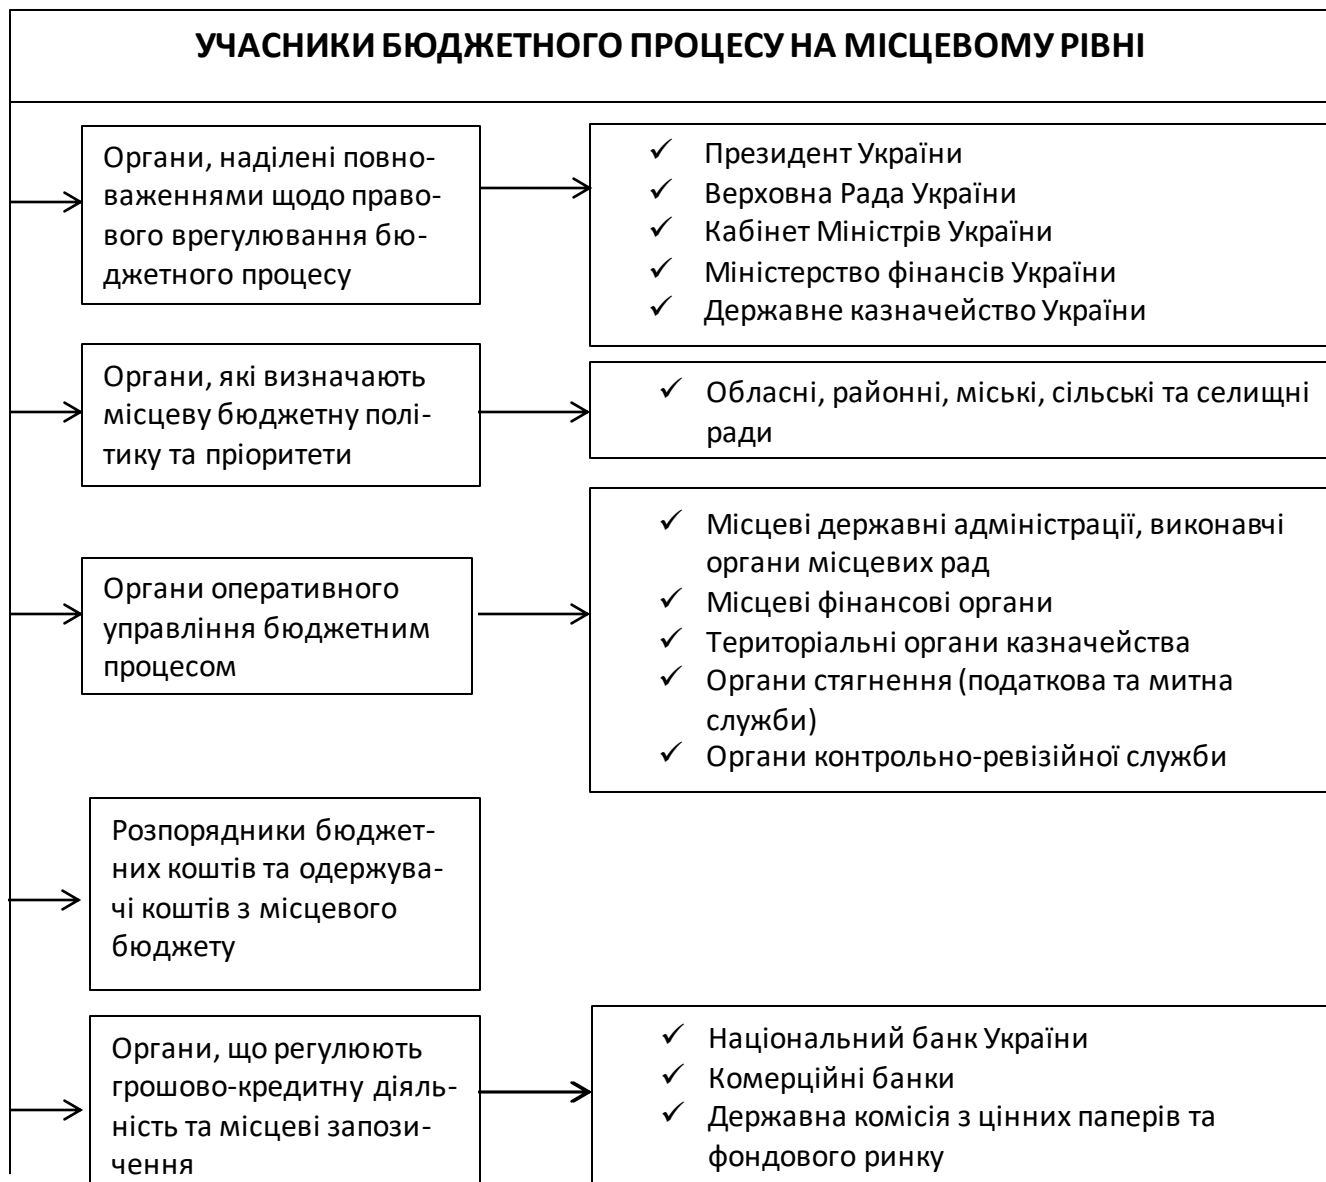 УЧАСНИКИ БЮДЖЕТНОГО ПРОЦЕСУ НА МІСЦЕВОМУ РІВНІ
Органи, наділені повно-
важеннями щодо право-
вого врегулювання бю-
джетного процесу
✓ Президент України
✓ Верховна Рада України
✓ Кабінет Міністрів України
✓ Міністерство фінансів України
✓ Державне казначейство України
Органи, які визначають
місцеву бюджетну полі-
тику та пріоритети
✓ Обласні, районні, міські, сільські та селищні
ради
Органи оперативного
управління бюджетним
процесом
✓ Місцеві державні адміністрації, виконавчі
органи місцевих рад
✓ Місцеві фінансові органи
✓ Територіальні органи казначейства
✓ Органи стягнення (податкова та митна
служби)
✓ Органи контрольно-ревізійної служби
Розпорядники бюджет-
них коштів та одержува-
чі коштів з місцевого
бюджету
Органи, що регулюють
грошово-кредитну діяль-
ність та місцеві запози-
чення
✓ Національний банк України
✓ Комерційні банки
✓ Державна комісія з цінних паперів та
фондового ринку